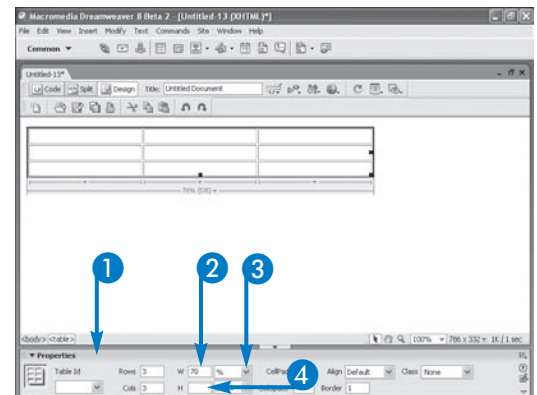 Macromedia Dreamweaver 8 Beta 2 - [Untitled-13 (XHTML)*]
File Edit View Insert Modify Text Commands Site Window Help
Common
Untitled-13*
Code Split Design Title: Untitled Document
70% (535)
1 2 3
<body> <table> 100% 786 x 332 1K / 1 sec
Properties
Table Id Rows 3 W 70 % Align Default Class None
4
Cols 3 H Border 1